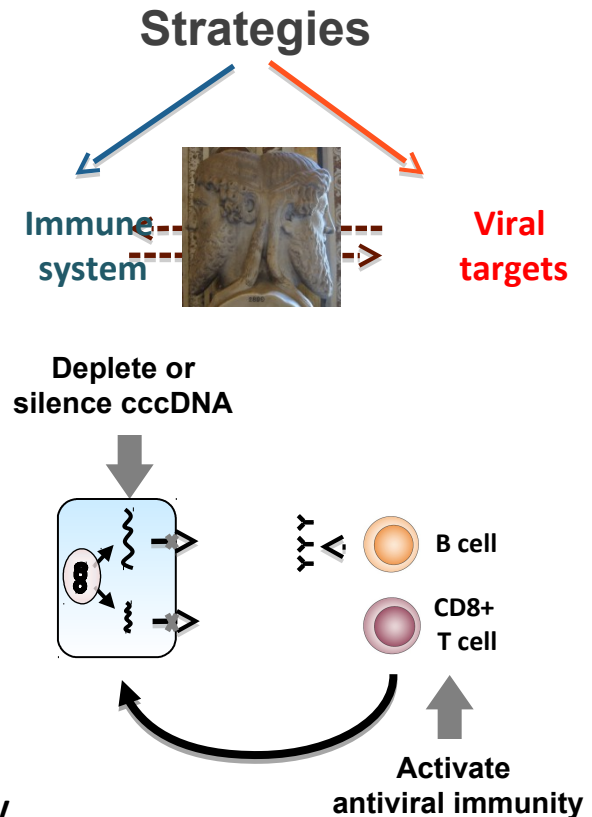 Strategies
Immune
system
Viral
targets
Deplete or
silence cccDNA
B cell
CD8+
T cell
Activate
antiviral immunity